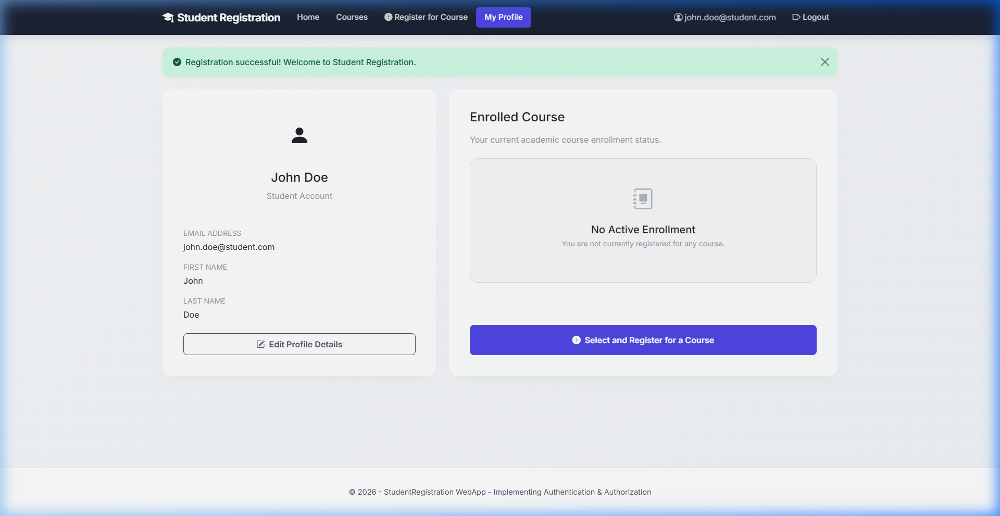 Student Registration
Home
Courses
Register for Course
My Profile
john.doe@student.com
Logout
Registration successful! Welcome to Student Registration.
John Doe
Student Account
EMAIL ADDRESS
john.doe@student.com
FIRST NAME
John
LAST NAME
Doe
Edit Profile Details
Enrolled Course
Your current academic course enrollment status.
No Active Enrollment
You are not currently registered for any course.
Select and Register for a Course
© 2026 - StudentRegistration WebApp - Implementing Authentication & Authorization